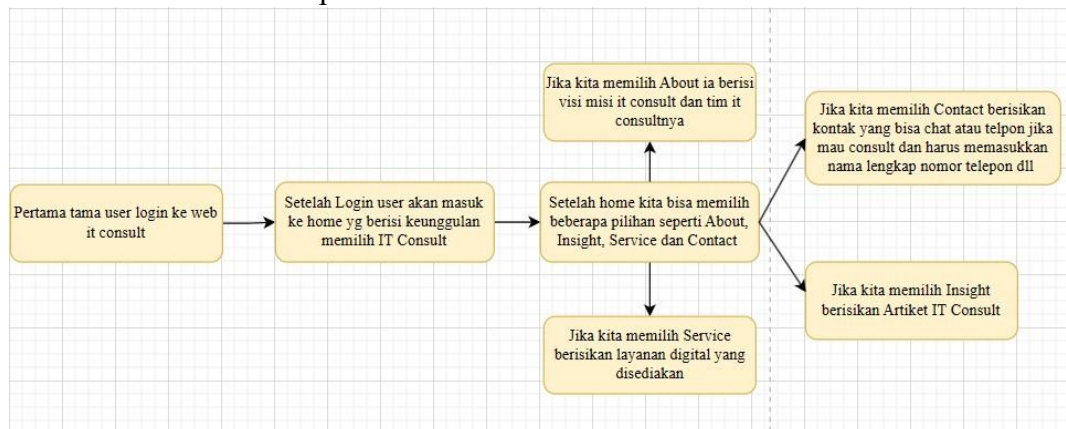 Jika kita memilih About ia berisi
visi misi it consult dan tim it
consultnya
Jika kita memilih Contact berisikan
kontak yang bisa chat atau telpon jika
mau consult dan harus memasukkan
nama lengkap nomor telepon dll
Pertama tama user login ke web
it consult
Setelah Login user akan masuk
ke home yg berisi keunggulan
memilih IT Consult
Setelah home kita bisa memilih
beberapa pilihan seperti About,
Insight, Service dan Contact
Jika kita memilih Insight
berisikan Artiket IT Consult
Jika kita memilih Service
berisikan layanan digital yang
disediakan